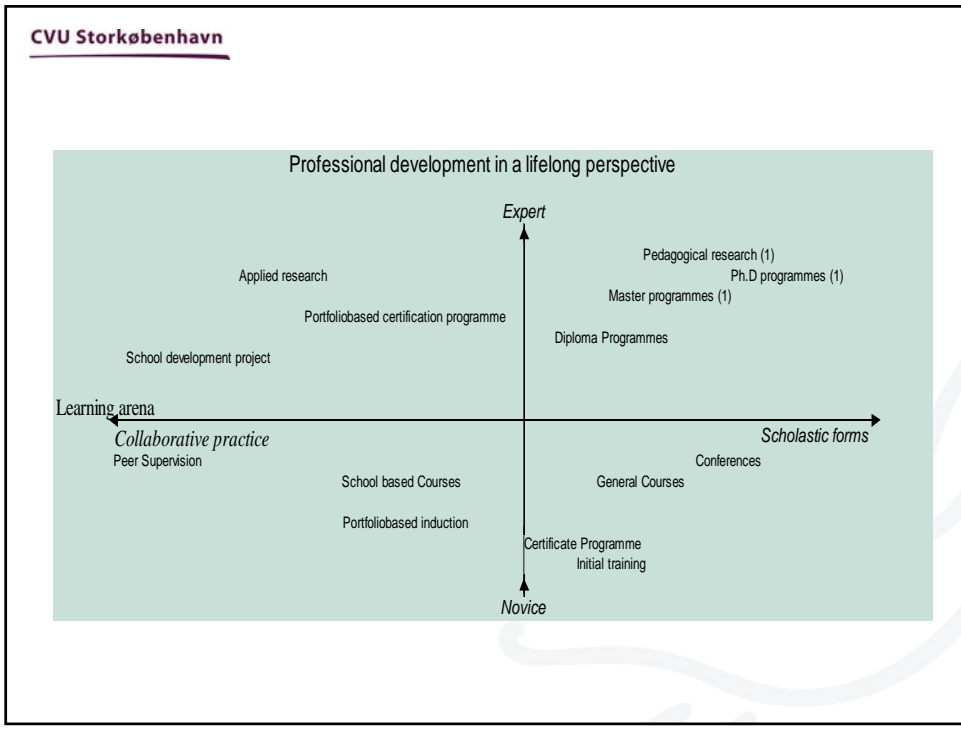 CVU Storkøbenhavn
Professional development in a lifelong perspective
Expert
Pedagogical research (1)
Applied research
Ph.D programmes (1)
Master programmes (1)
Portfoliobased certification programme
Diploma Programmes
School development project
Learning arena
Collaborative practice
Scholastic forms
Peer Supervision
Conferences
School based Courses
General Courses
Portfoliobased induction
Certificate Programme
Initial training
Novice